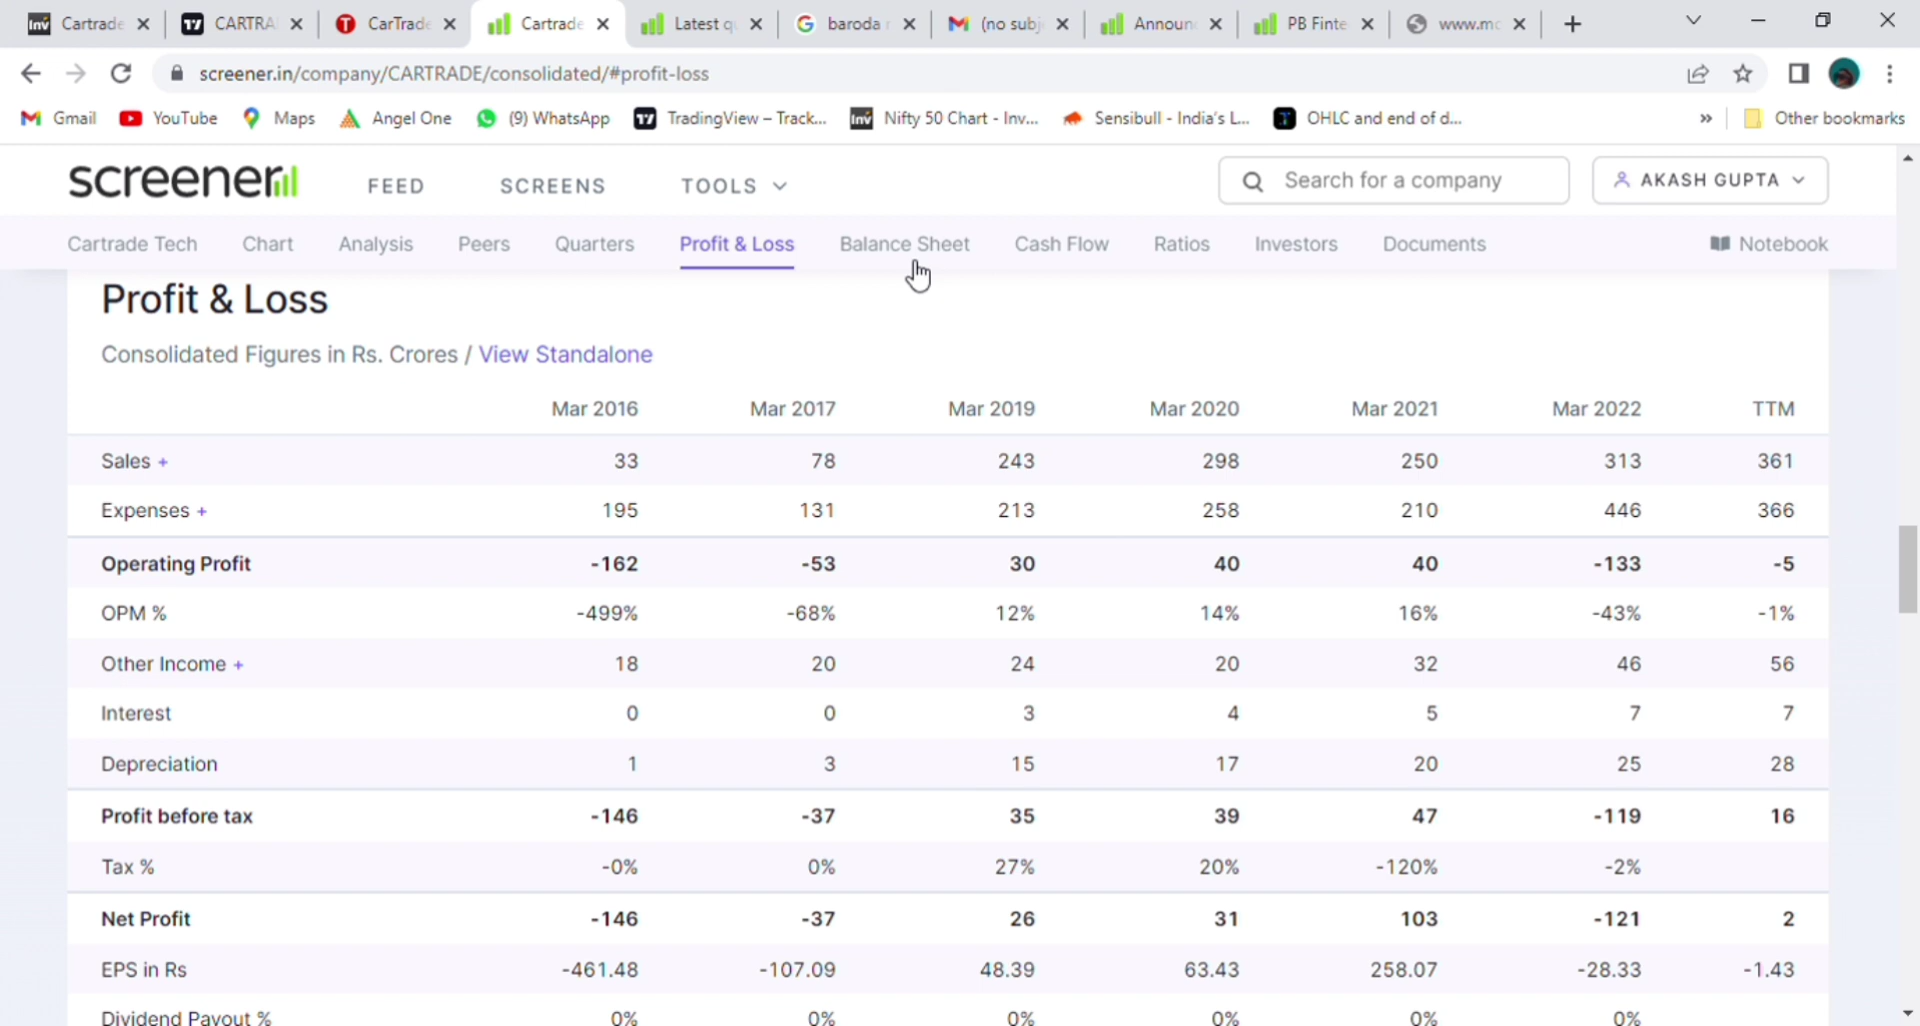 Cartrade CARTRA CarTrade Cartrade Latest q baroda (no subj Announ PB Finte www.mc
screener.in/company/CARTRADE/consolidated/#profit-loss
Gmail YouTube Maps Angel One (9) WhatsApp TradingView – Track... Nifty 50 Chart - Inv... Sensibull - India's L... OHLC and end of d... » Other bookmarks
screener FEED SCREENS TOOLS Search for a company AKASH GUPTA
Cartrade Tech Chart Analysis Peers Quarters Profit & Loss Balance Sheet Cash Flow Ratios Investors Documents Notebook
Profit & Loss
Consolidated Figures in Rs. Crores / View Standalone
Mar 2016 Mar 2017 Mar 2019 Mar 2020 Mar 2021 Mar 2022 TTM
Sales + 33 78 243 298 250 313 361
Expenses + 195 131 213 258 210 446 366
Operating Profit -162 -53 30 40 40 -133 -5
OPM % -499% -68% 12% 14% 16% -43% -1%
Other Income + 18 20 24 20 32 46 56
Interest 0 0 3 4 5 7 7
Depreciation 1 3 15 17 20 25 28
Profit before tax -146 -37 35 39 47 -119 16
Tax % -0% 0% 27% 20% -120% -2%
Net Profit -146 -37 26 31 103 -121 2
EPS in Rs -461.48 -107.09 48.39 63.43 258.07 -28.33 -1.43
Dividend Payout % 0% 0% 0% 0% 0% 0%